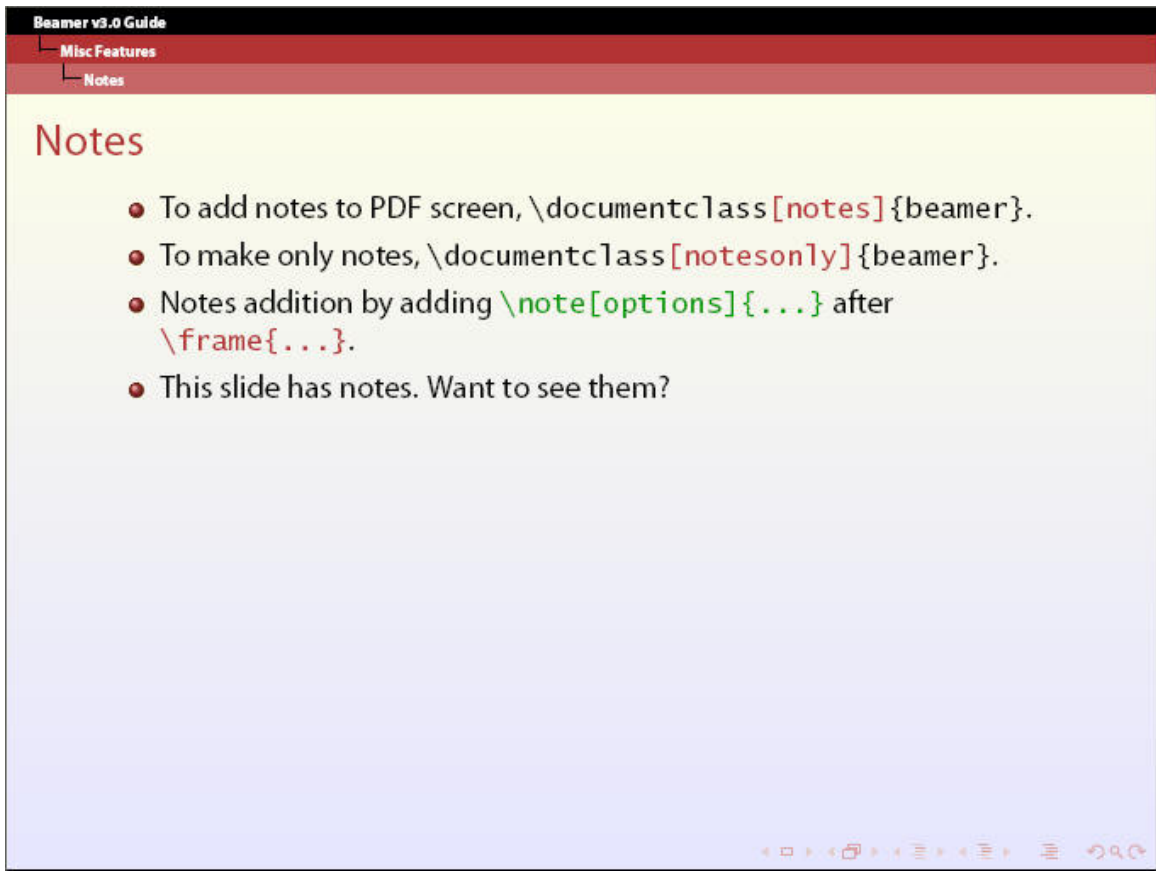 Beamer v3.0 Guide
Misc Features
Notes
Notes
To add notes to PDF screen, \documentclass[notes]{beamer}.
To make only notes, \documentclass[notesonly]{beamer}.
Notes addition by adding \note[options]{...} after
\frame{...}.
This slide has notes. Want to see them?